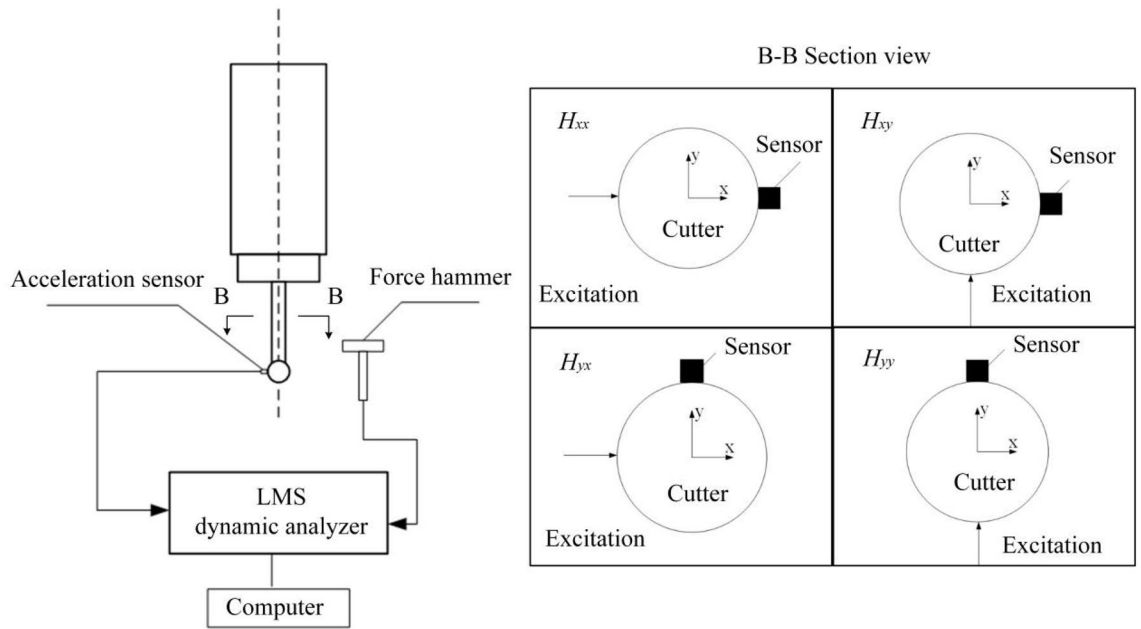 Acceleration sensor
Force hammer
B
B
LMS
dynamic analyzer
Computer
B-B Section view
Hxx
Sensor
y
x
Cutter
Excitation
Hxy
Sensor
y
x
Cutter
Excitation
Hyx
Sensor
y
x
Cutter
Excitation
Hyy
Sensor
y
x
Cutter
Excitation